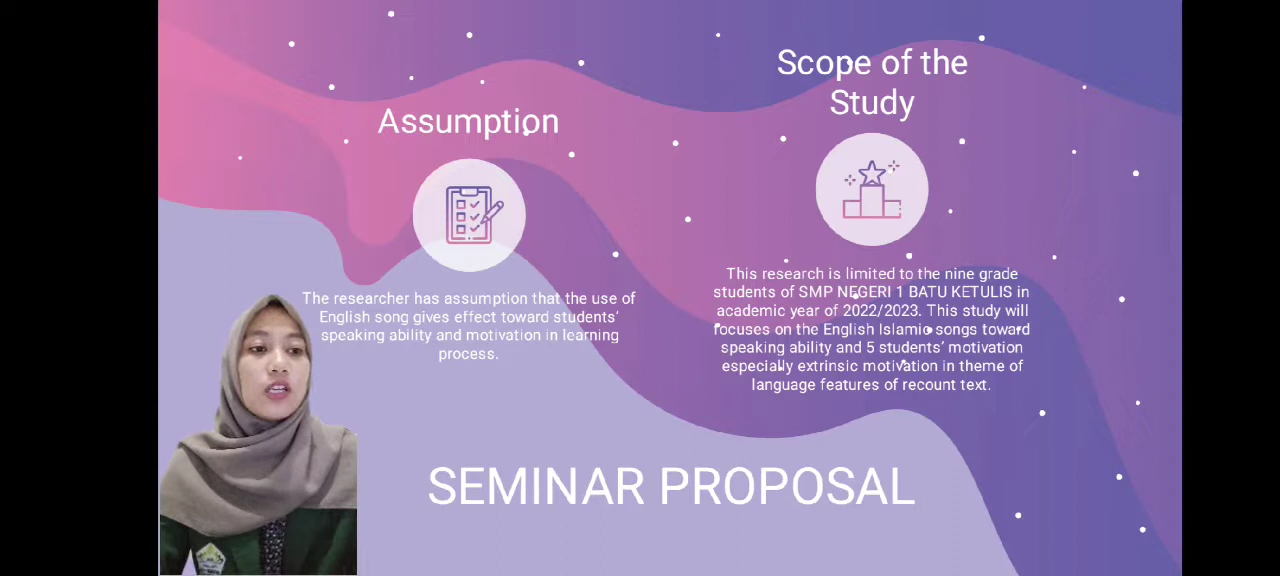 Assumption
The researcher has assumption that the use of
English song gives effect toward students'
speaking ability and motivation in learning
process.
Scope of the
Study
This research is limited to the nine grade
students of SMP NEGERI 1 BATU KETULIS in
academic year of 2022/2023. This study will
focuses on the English Islamic songs toward
speaking ability and 5 students' motivation
especially extrinsic motivation in theme of
language features of recount text.
SEMINAR PROPOSAL